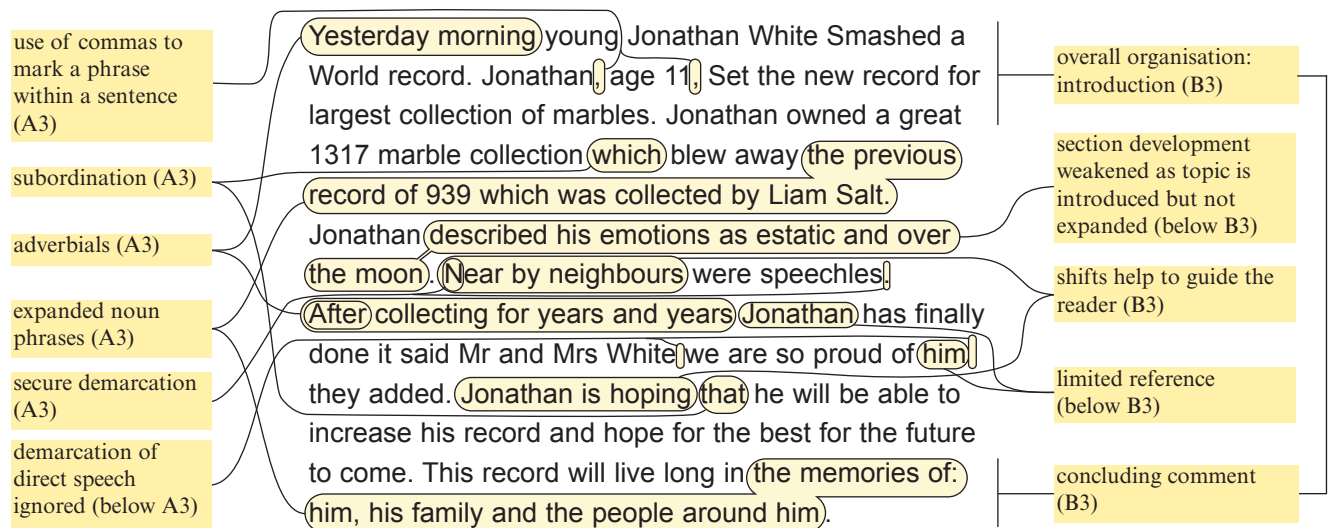 use of commas to
mark a phrase
within a sentence
(A3)
subordination (A3)
adverbials (A3)
expanded noun
phrases (A3)
secure demarcation
(A3)
demarcation of
direct speech
ignored (below A3)
Yesterday morning young Jonathan White Smashed a
World record. Jonathan, age 11, Set the new record for
largest collection of marbles. Jonathan owned a great
1317 marble collection which blew away the previous
record of 939 which was collected by Liam Salt.
Jonathan described his emotions as estatic and over
the moon. Near by neighbours were speechles.
After collecting for years and years Jonathan has finally
done it said Mr and Mrs White we are so proud of him
they added. Jonathan is hoping that he will be able to
increase his record and hope for the best for the future
to come. This record will live long in the memories of:
him, his family and the people around him.
overall organisation:
introduction (B3)
section development
weakened as topic is
introduced but not
expanded (below B3)
shifts help to guide the
reader (B3)
limited reference
(below B3)
concluding comment
(B3)